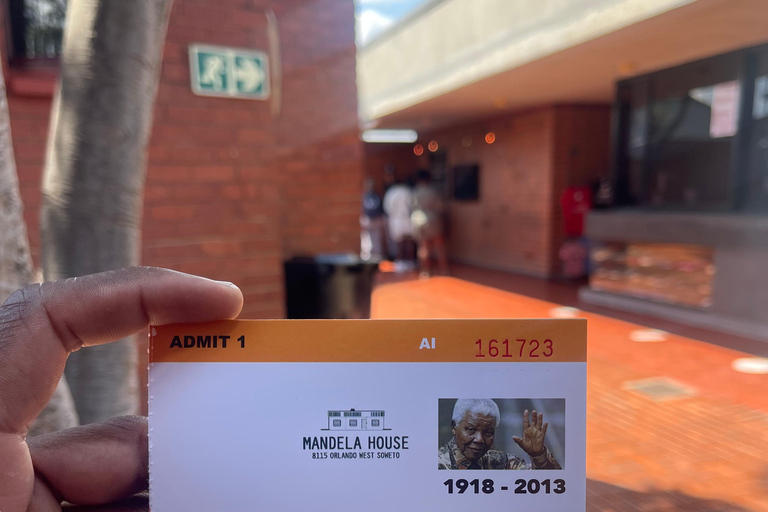 ADMIT 1 AI 161723
MANDELA HOUSE
8115 ORLANDO WEST SOWETO
1918 - 2013